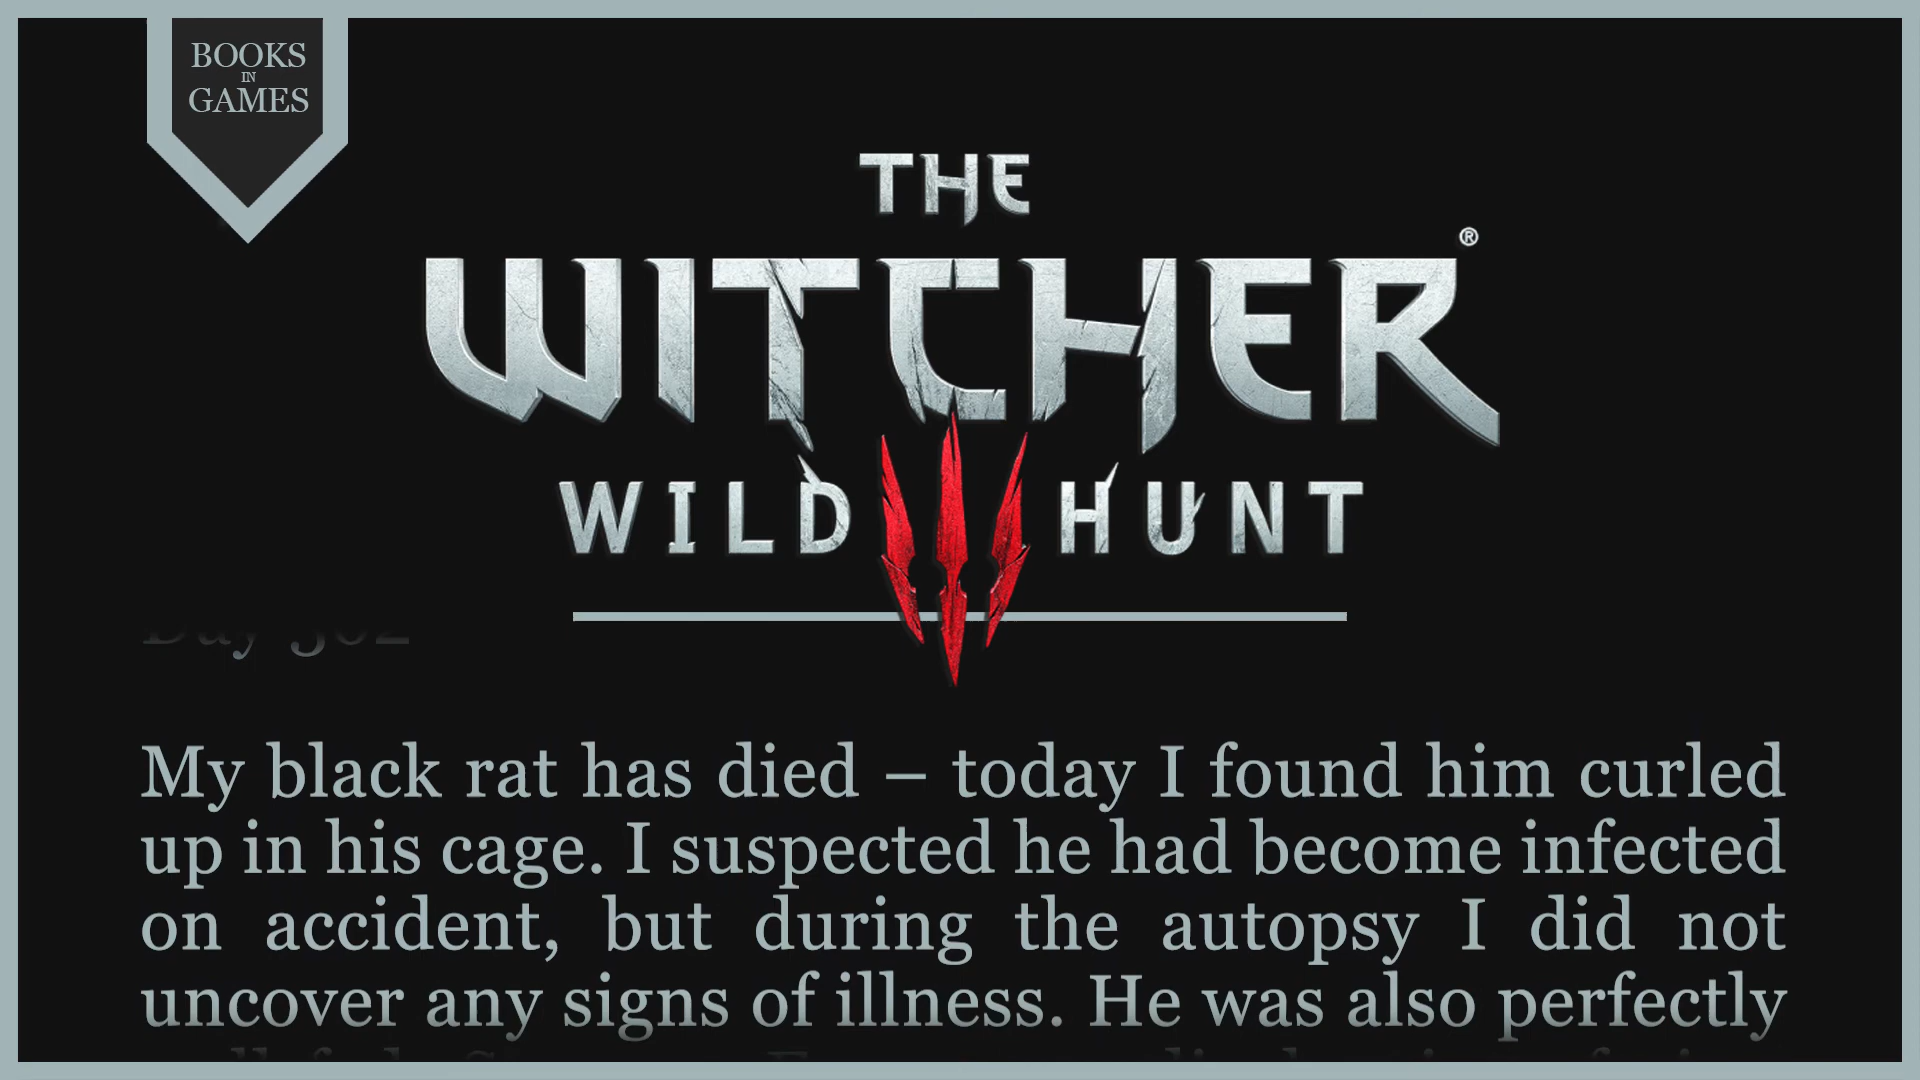 BOOKS
IN
GAMES
THE
WITCHER®
WILD HUNT
Day 302
My black rat has died – today I found him curled
up in his cage. I suspected he had become infected
on accident, but during the autopsy I did not
uncover any signs of illness. He was also perfectly